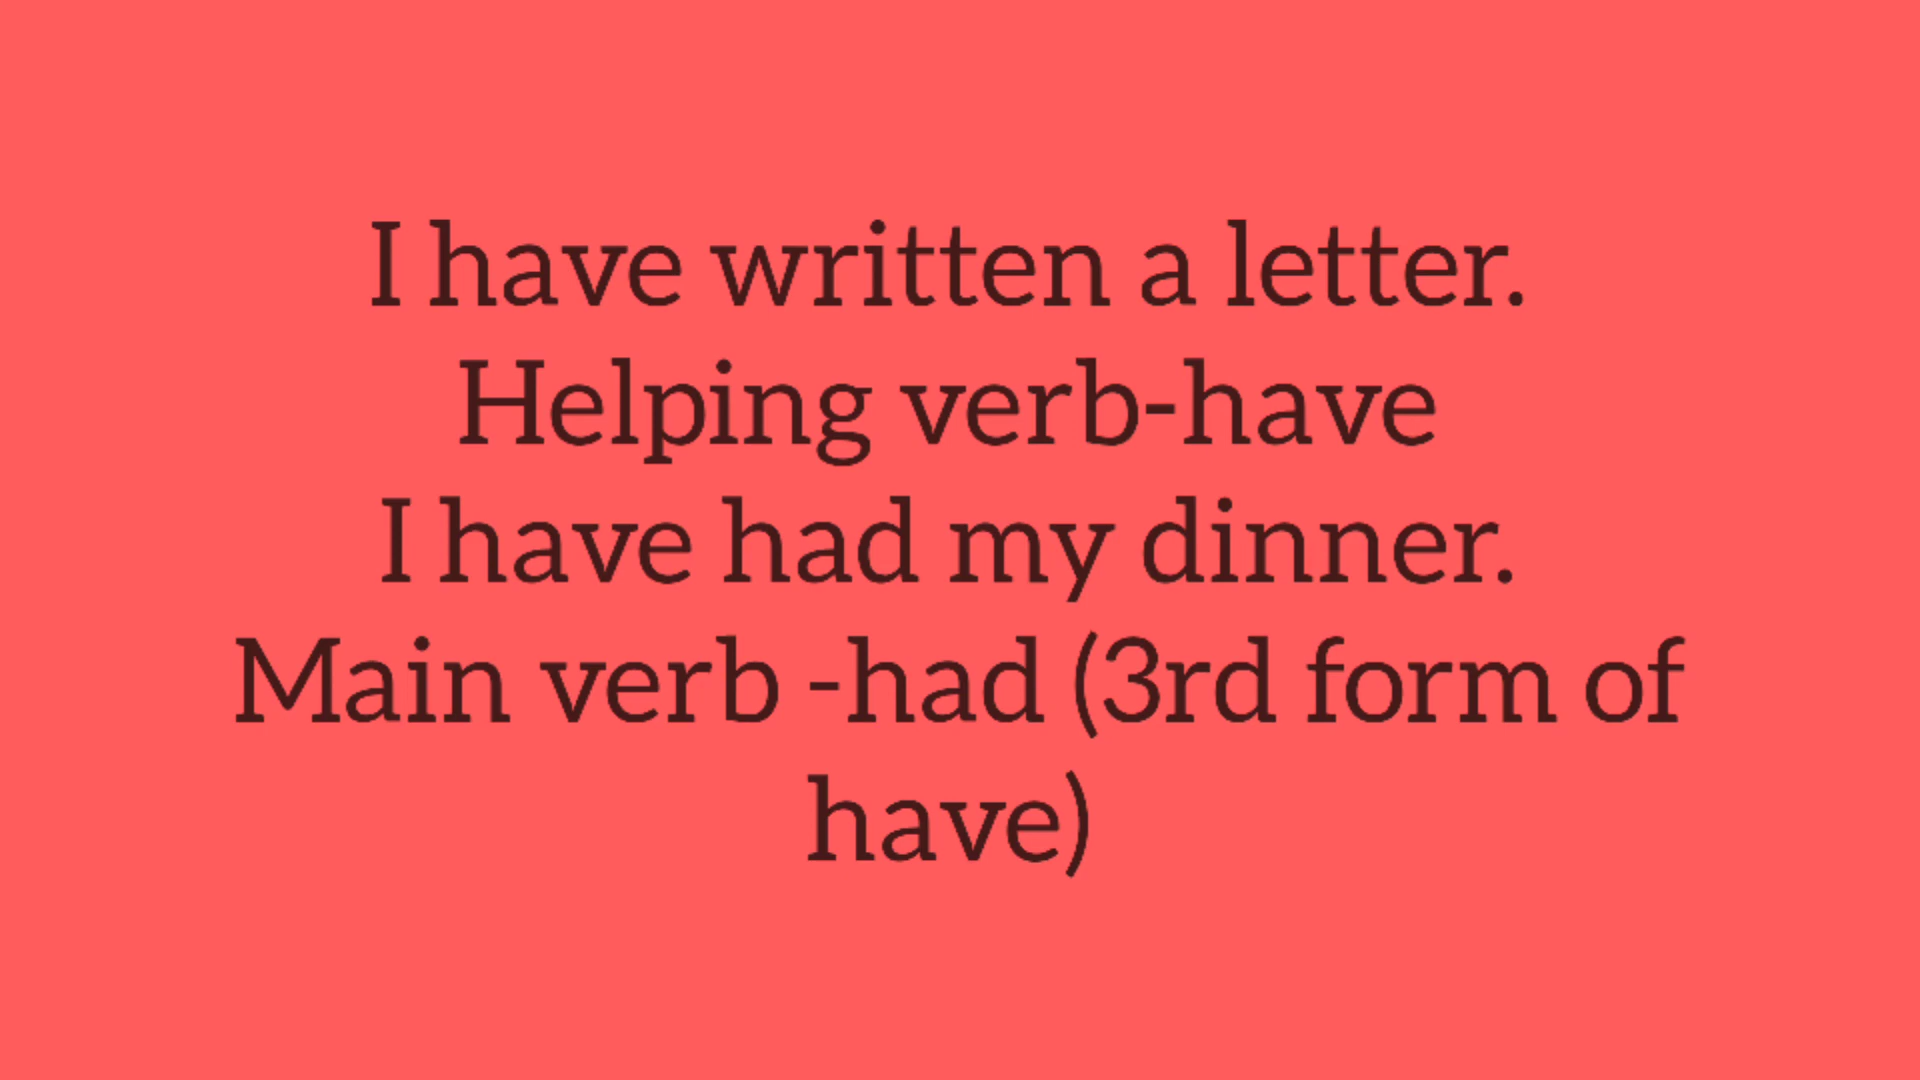 I have written a letter.
Helping verb-have
I have had my dinner.
Main verb -had (3rd form of
have)